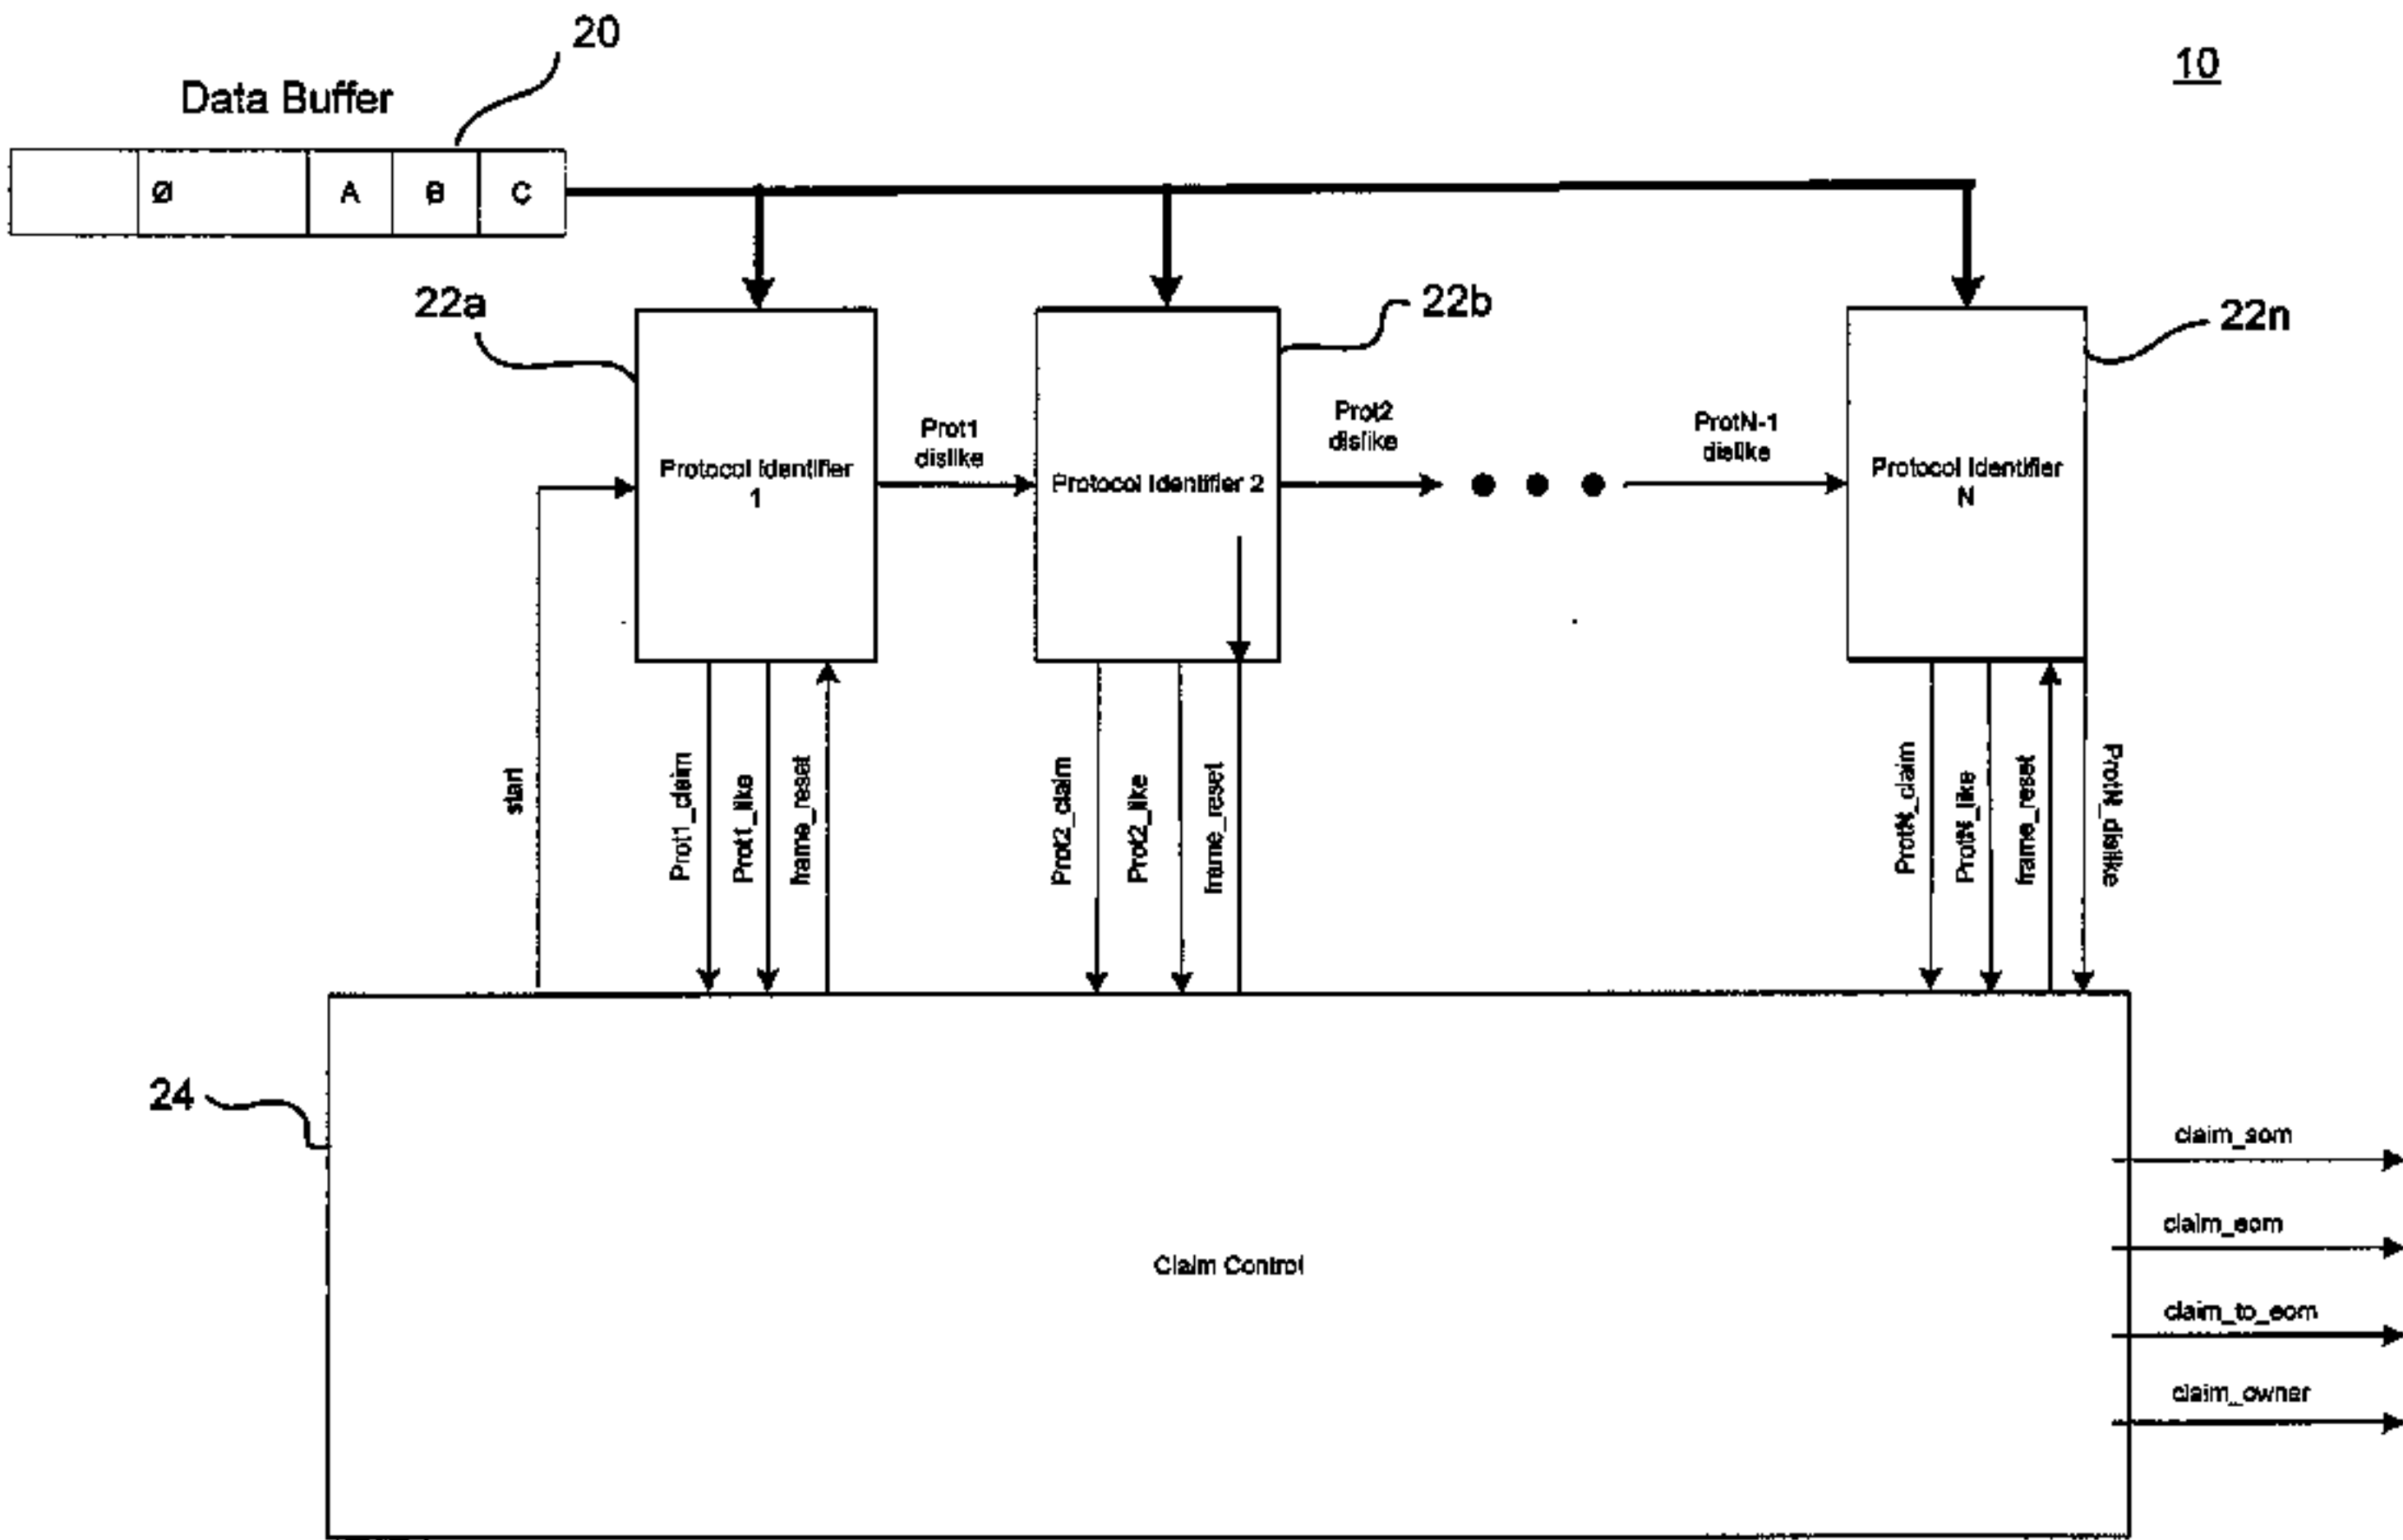 20
10
Data Buffer
Ø A B C
22a
22b
22n
Prot1
dislike
Prot2
dislike
ProtN-1
dislike
Protocol Identifier
1
Protocol Identifier 2
Protocol Identifier
N
start
Prot1_claim
Prot1_like
frame_reset
Prot2_claim
Prot2_like
frame_reset
ProtN_claim
ProtN_like
frame_reset
ProtN_dislike
24
Claim Control
claim_som
claim_eom
claim_to_eom
claim_owner